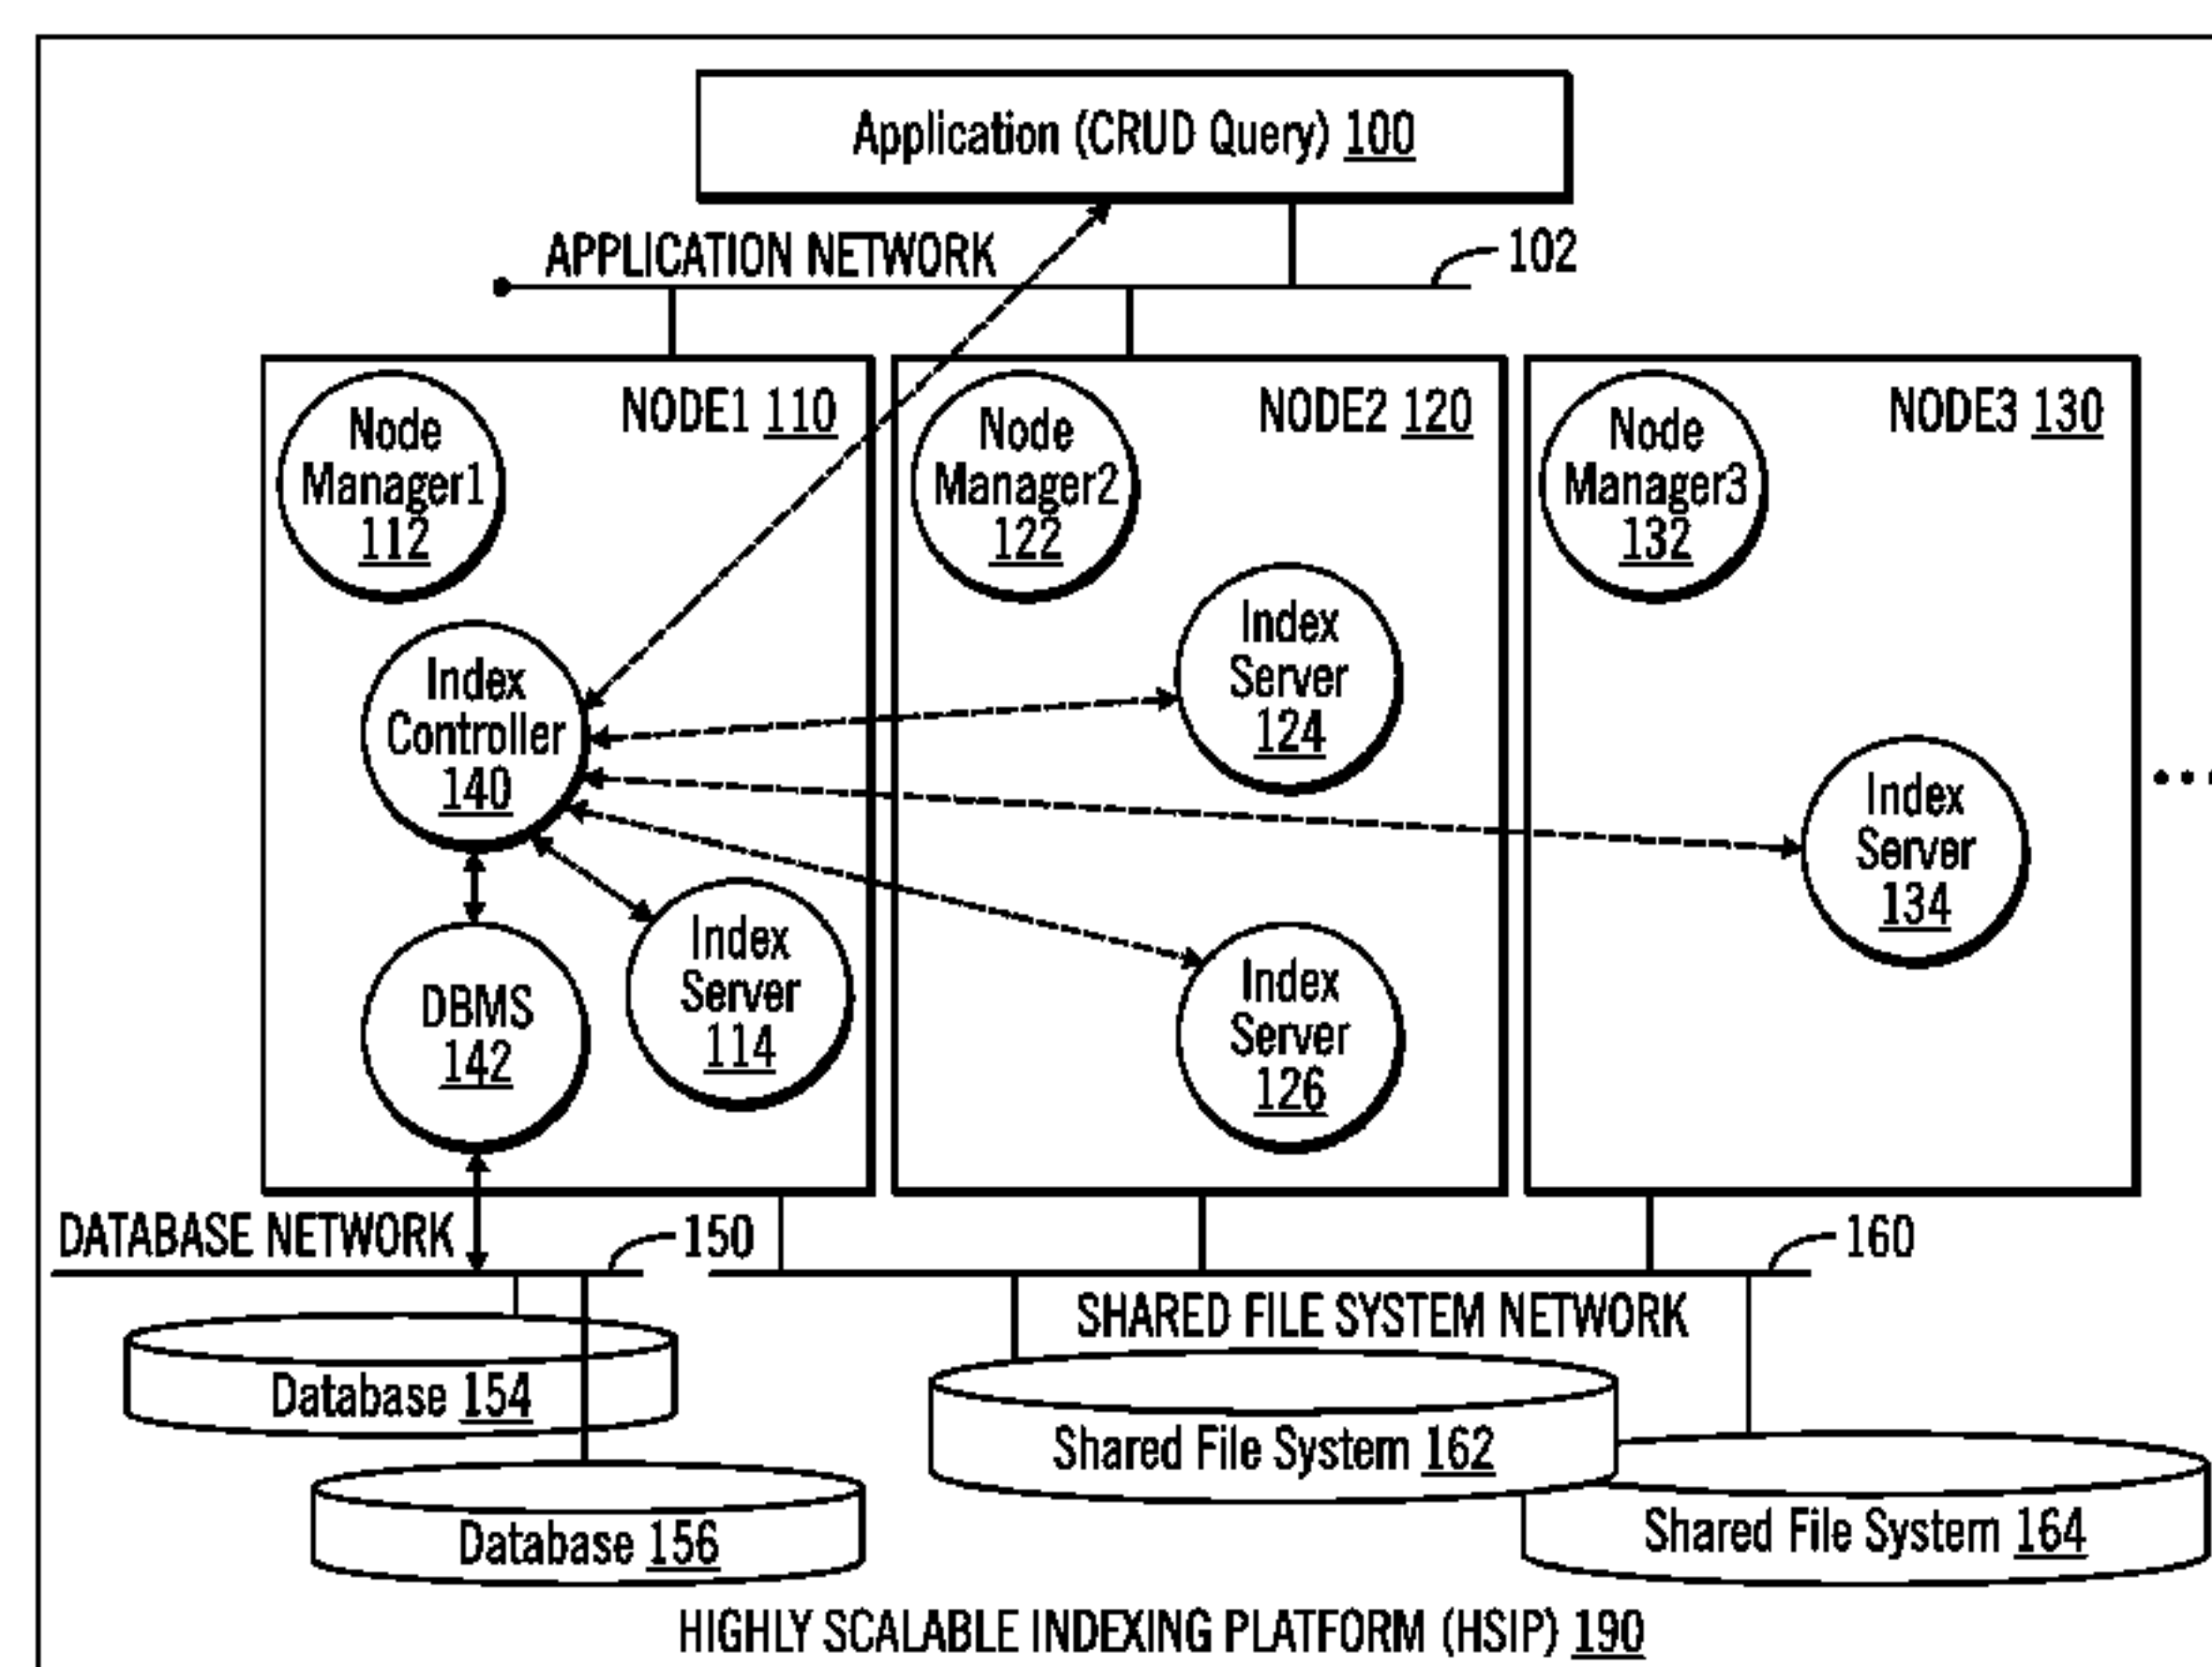 Application (CRUD Query) 100
APPLICATION NETWORK
102
Node
Manager1
112
NODE1 110
Index
Controller
140
DBMS
142
Index
Server
114
Node
Manager2
122
NODE2 120
Index
Server
124
Index
Server
126
Node
Manager3
132
NODE3 130
Index
Server
134
...
DATABASE NETWORK
150
160
SHARED FILE SYSTEM NETWORK
Database 154
Database 156
Shared File System 162
Shared File System 164
HIGHLY SCALABLE INDEXING PLATFORM (HSIP) 190